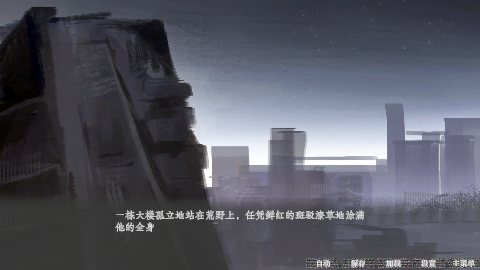 一栋大楼孤立地站在荒野上，任凭鲜红的斑驳潦草地涂满
他的全身
自动 保存 加载 设置 主菜单